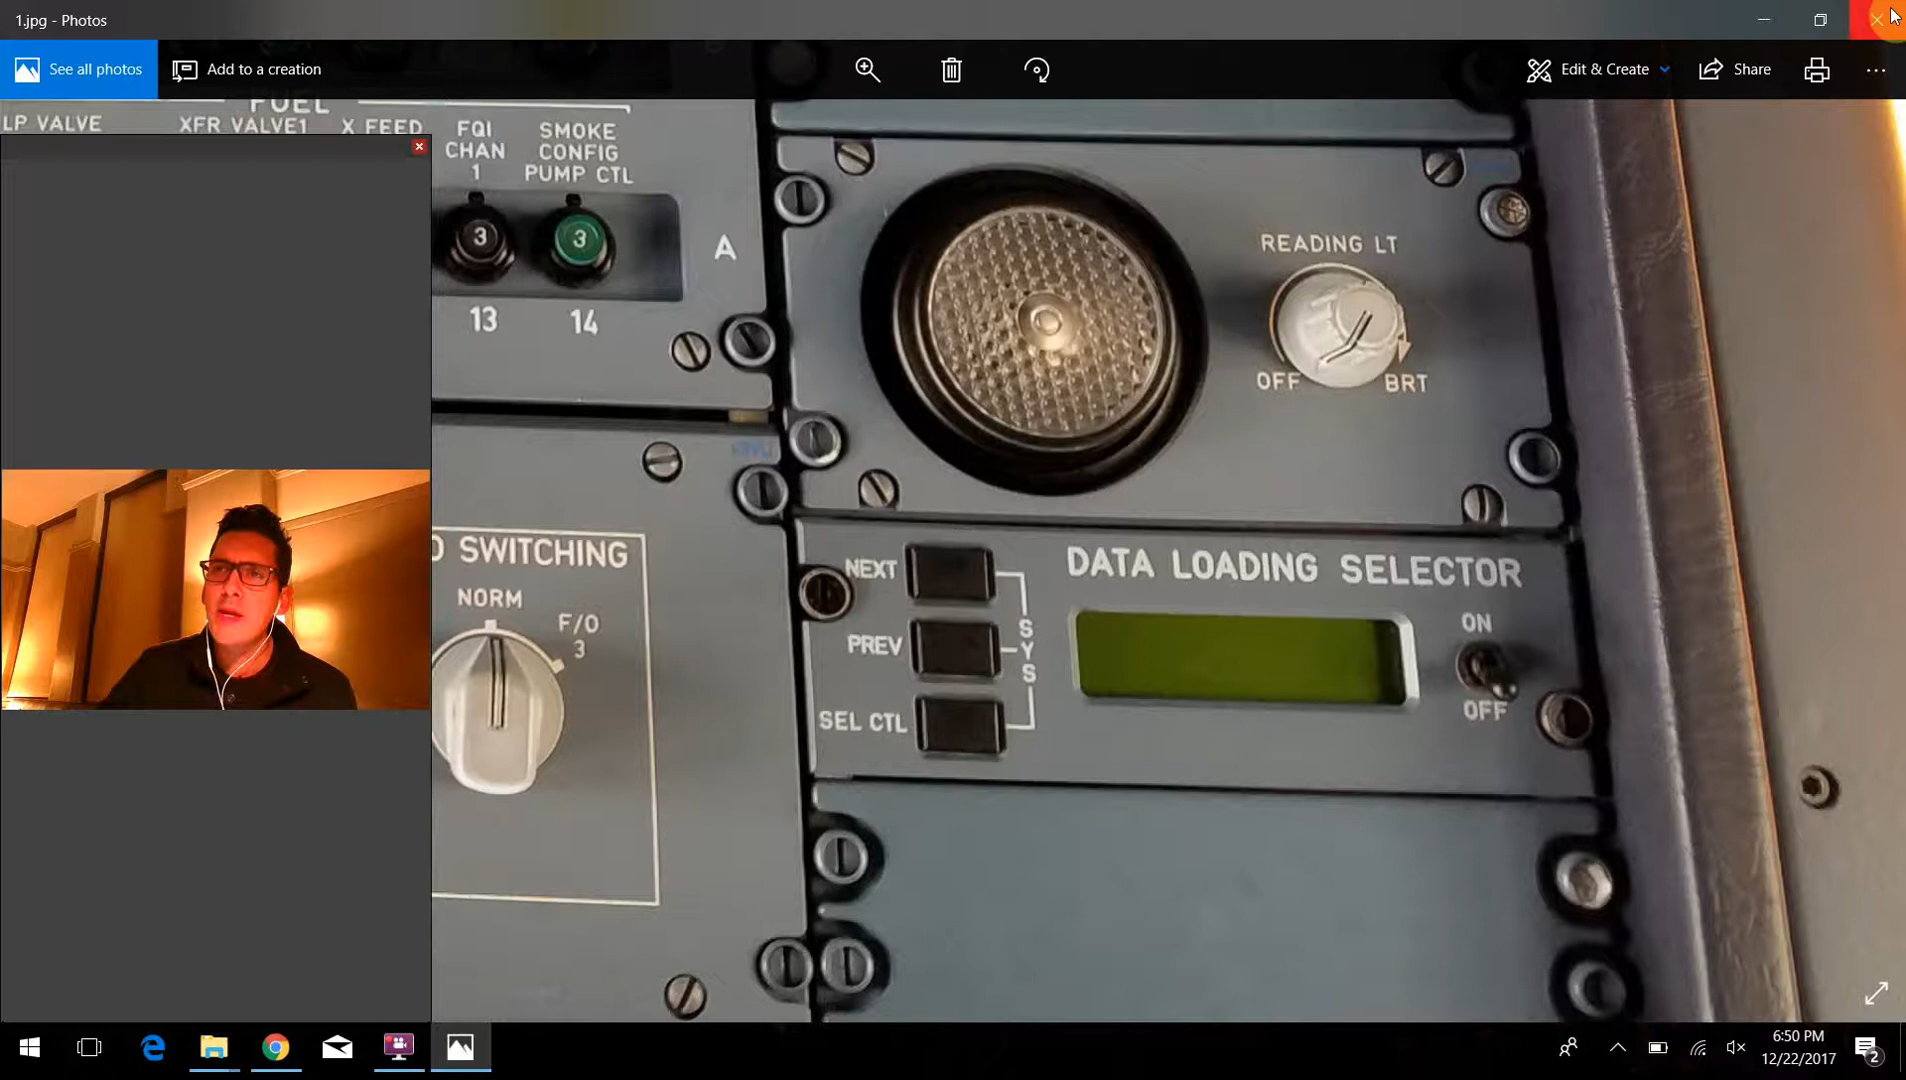 1.jpg - Photos
See all photos
Add to a creation
Edit & Create
Share
FUEL
LP VALVE
XFR VALVE1
X FEED
FQI
CHAN
1
SMOKE
CONFIG
PUMP CTL
3
3
A
13
14
READING LT
OFF
BRT
SWITCHING
NORM
F/O
3
NEXT
PREV
SEL CTL
SYS
DATA LOADING SELECTOR
ON
OFF
6:50 PM
12/22/2017
2